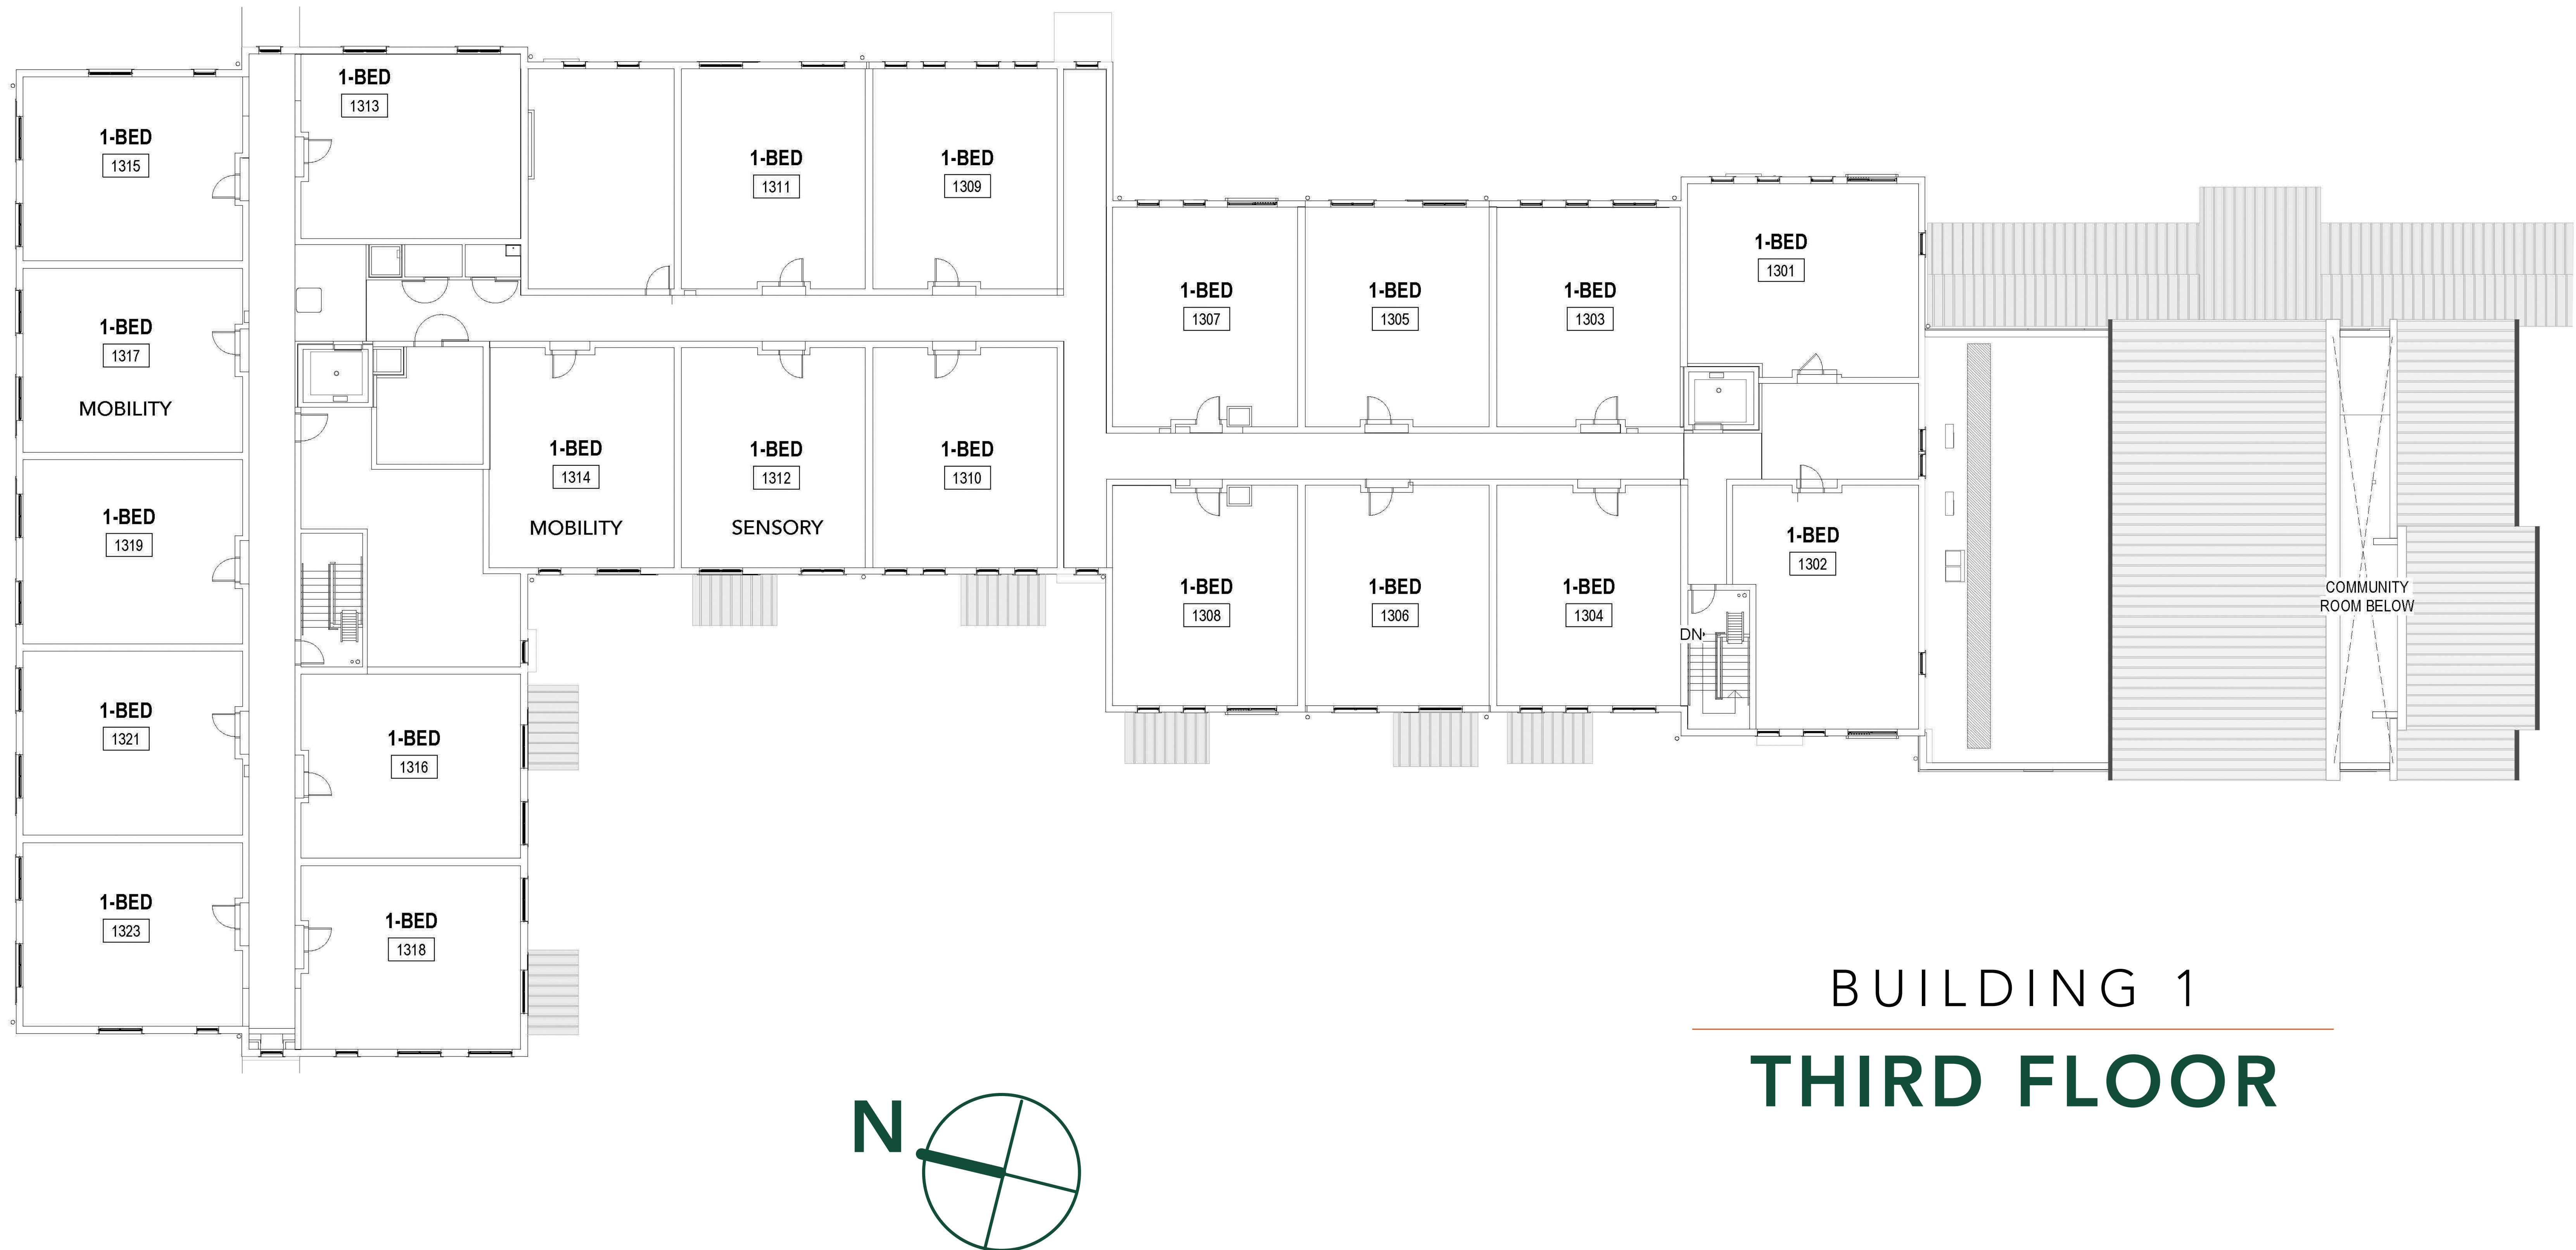 1-BED
1313
1-BED
1315
1-BED
1311
1-BED
1309
1-BED
1301
1-BED
1307
1-BED
1305
1-BED
1303
1-BED
1317
MOBILITY
1-BED
1314
MOBILITY
1-BED
1312
SENSORY
1-BED
1310
1-BED
1319
1-BED
1302
1-BED
1308
1-BED
1306
1-BED
1304
DN
COMMUNITY
ROOM BELOW
1-BED
1321
1-BED
1316
1-BED
1323
1-BED
1318
BUILDING 1
THIRD FLOOR
N